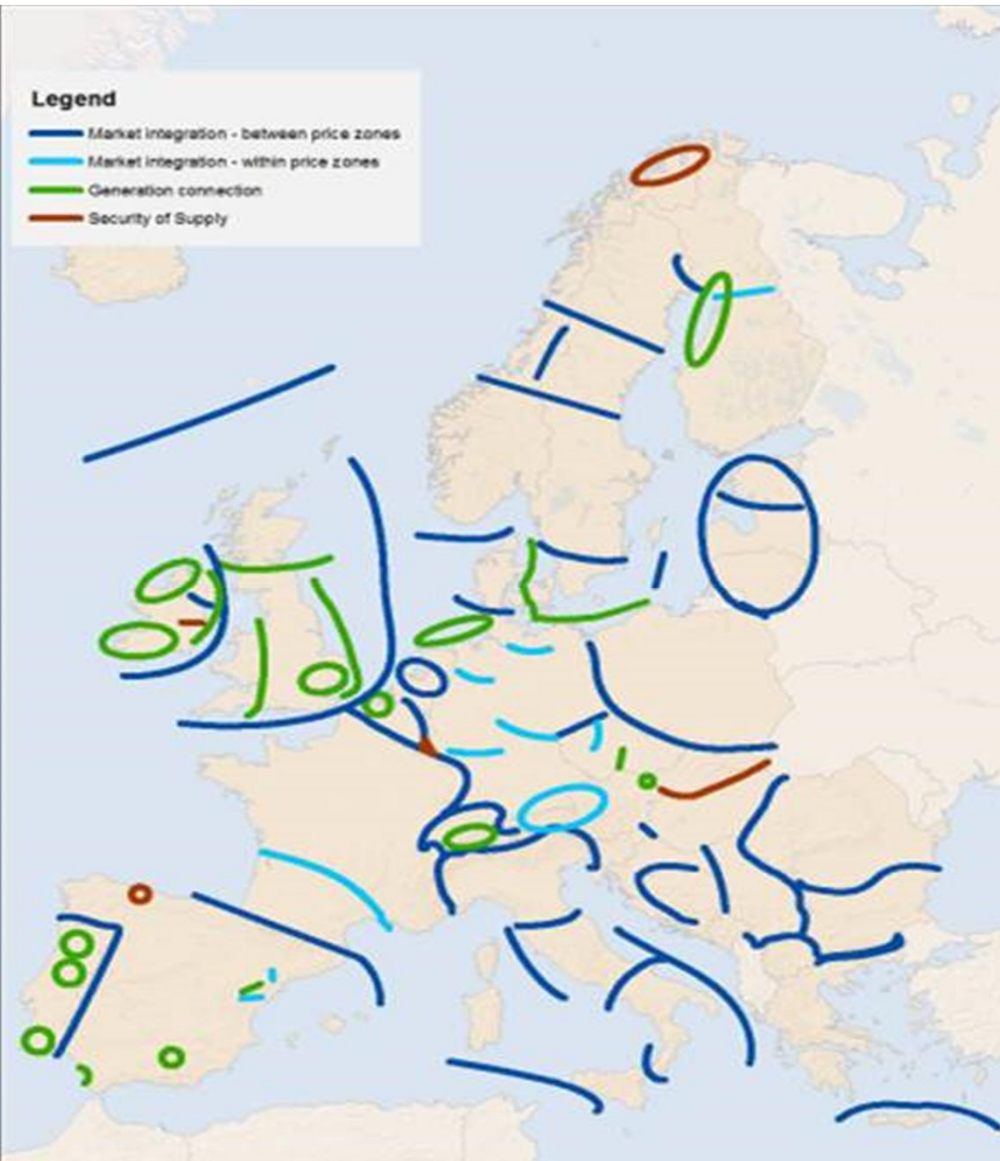 Legend
Market integration - between price zones
Market integration - within price zones
Generation connection
Security of Supply